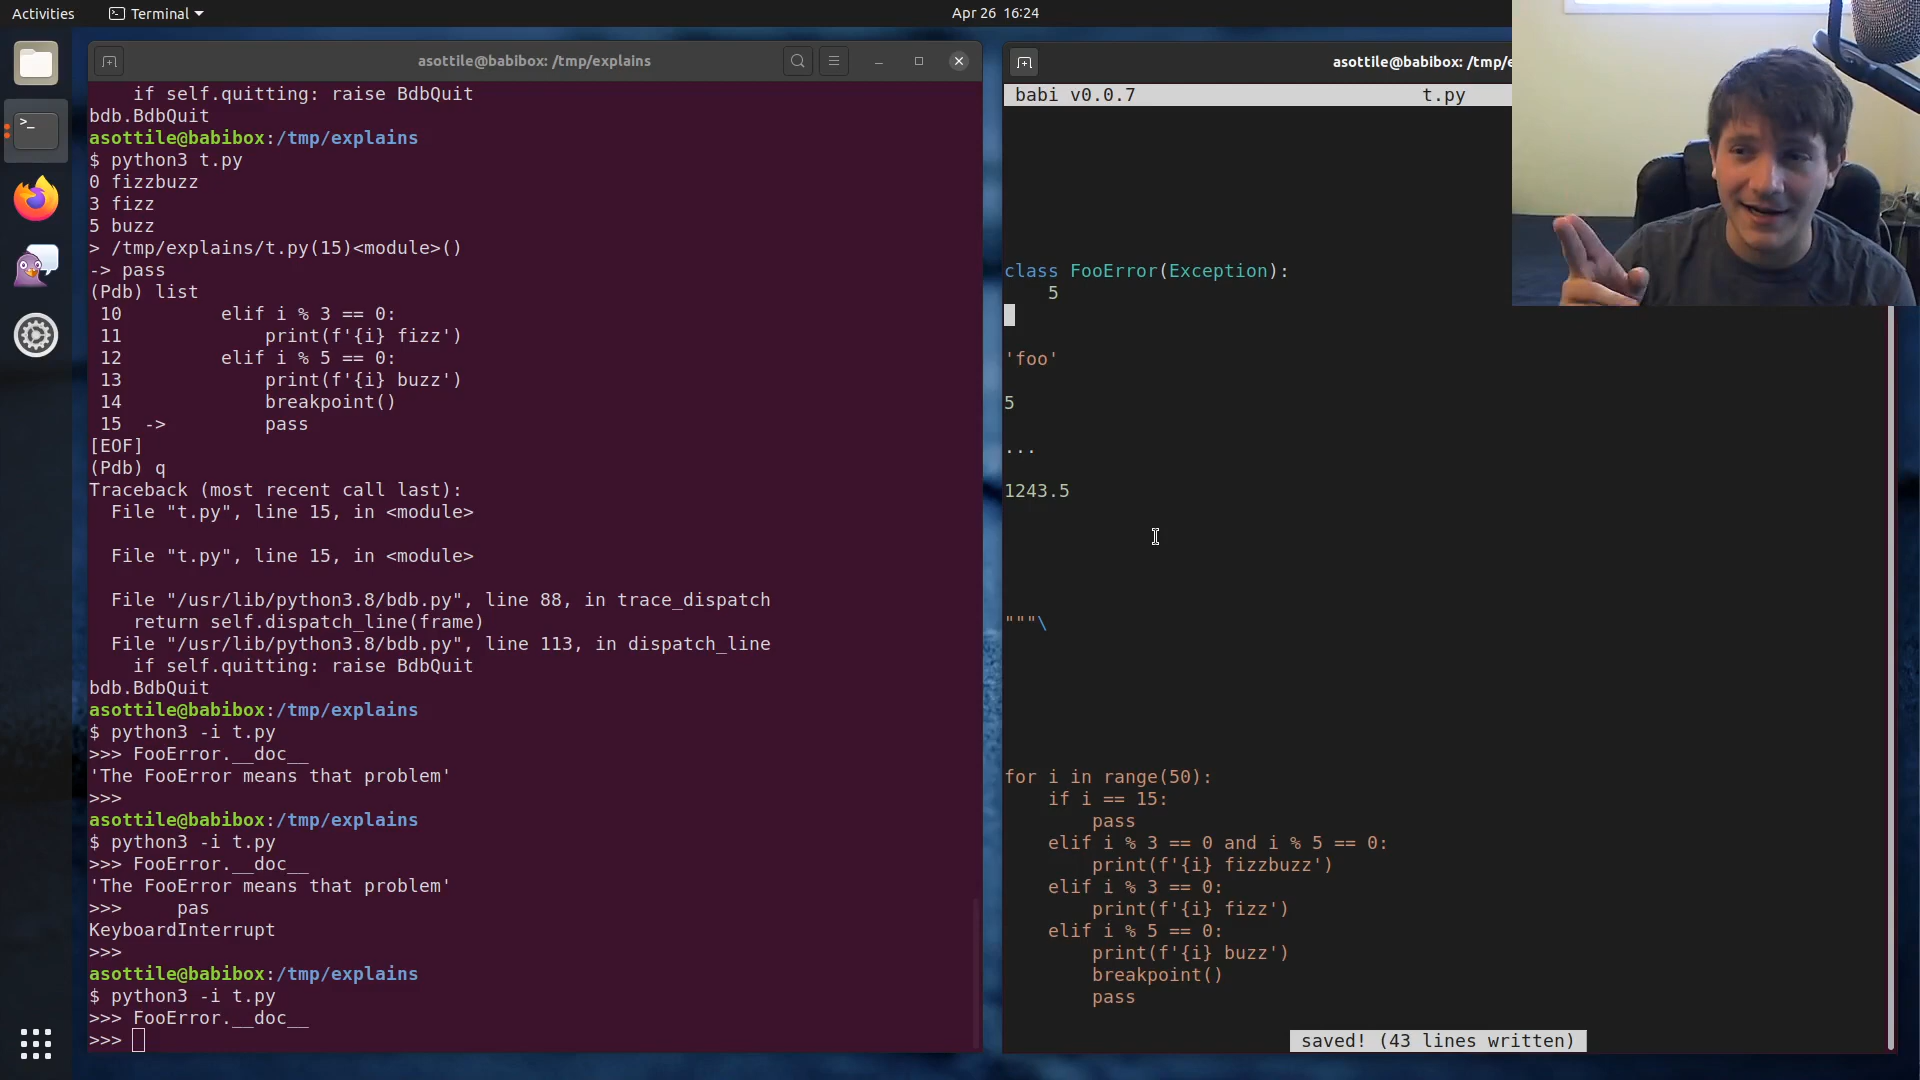 Activities
Terminal
Apr 26 16:24
asottile@babibox: /tmp/explains
if self.quitting: raise BdbQuit
bdb.BdbQuit
asottile@babibox:/tmp/explains
$ python3 t.py
0 fizzbuzz
3 fizz
5 buzz
> /tmp/explains/t.py(15)<module>()
-> pass
(Pdb) list
10 elif i % 3 == 0:
11 print(f'{i} fizz')
12 elif i % 5 == 0:
13 print(f'{i} buzz')
14 breakpoint()
15 -> pass
[EOF]
(Pdb) q
Traceback (most recent call last):
File "t.py", line 15, in <module>
File "t.py", line 15, in <module>
File "/usr/lib/python3.8/bdb.py", line 88, in trace_dispatch
return self.dispatch_line(frame)
File "/usr/lib/python3.8/bdb.py", line 113, in dispatch_line
if self.quitting: raise BdbQuit
bdb.BdbQuit
asottile@babibox:/tmp/explains
$ python3 -i t.py
>>> FooError.__doc__
'The FooError means that problem'
>>>
asottile@babibox:/tmp/explains
$ python3 -i t.py
>>> FooError.__doc__
'The FooError means that problem'
>>> pas
KeyboardInterrupt
>>>
asottile@babibox:/tmp/explains
$ python3 -i t.py
>>> FooError.__doc__
>>>
asottile@babibox: /tmp/e
babi v0.0.7 t.py
class FooError(Exception):
5
'foo'
5
...
1243.5
"""\
for i in range(50):
if i == 15:
pass
elif i % 3 == 0 and i % 5 == 0:
print(f'{i} fizzbuzz')
elif i % 3 == 0:
print(f'{i} fizz')
elif i % 5 == 0:
print(f'{i} buzz')
breakpoint()
pass
saved! (43 lines written)